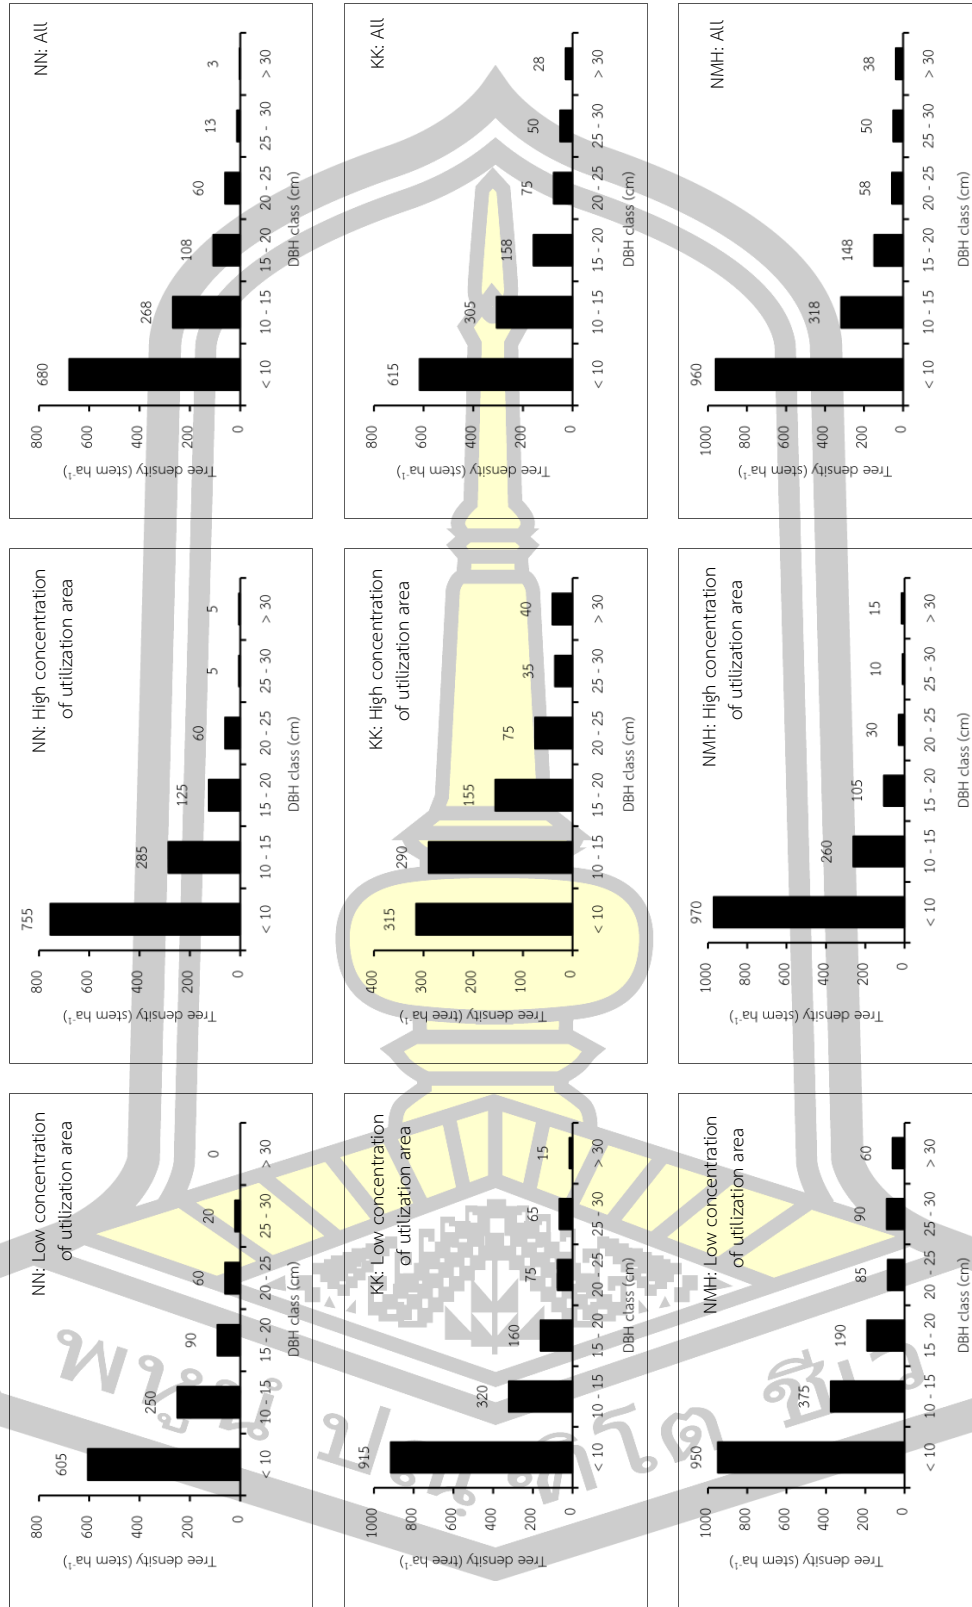 NN: Low concentration
of utilization area
Tree density (stem ha⁻¹)
800
600
400
200
0
605
250
90
60
20
0
< 10
10 - 15
15 - 20
20 - 25
25 - 30
> 30
DBH class (cm)
NN: High concentration
of utilization area
Tree density (stem ha⁻¹)
800
600
400
200
0
755
285
125
60
5
5
< 10
10 - 15
15 - 20
20 - 25
25 - 30
> 30
DBH class (cm)
NN: All
Tree density (stem ha⁻¹)
800
600
400
200
0
680
268
108
60
13
3
< 10
10 - 15
15 - 20
20 - 25
25 - 30
> 30
DBH class (cm)
KK: Low concentration
of utilization area
Tree density (tree ha⁻¹)
1000
800
600
400
200
0
915
320
160
75
65
15
< 10
10 - 15
15 - 20
20 - 25
25 - 30
> 30
DBH class (cm)
KK: High concentration
of utilization area
Tree density (tree ha⁻¹)
400
300
200
100
0
315
290
155
75
35
40
< 10
10 - 15
15 - 20
20 - 25
25 - 30
> 30
DBH class (cm)
KK: All
Tree density (stem ha⁻¹)
800
600
400
200
0
615
305
158
75
50
28
< 10
10 - 15
15 - 20
20 - 25
25 - 30
> 30
DBH class (cm)
NMH: Low concentration
of utilization area
Tree density (stem ha⁻¹)
1000
800
600
400
200
0
950
375
190
85
90
60
< 10
10 - 15
15 - 20
20 - 25
25 - 30
> 30
DBH class (cm)
NMH: High concentration
of utilization area
Tree density (stem ha⁻¹)
1000
800
600
400
200
0
970
260
105
30
10
15
< 10
10 - 15
15 - 20
20 - 25
25 - 30
> 30
DBH class (cm)
NMH: All
Tree density (stem ha⁻¹)
1000
800
600
400
200
0
960
318
148
58
50
38
< 10
10 - 15
15 - 20
20 - 25
25 - 30
> 30
DBH class (cm)
พหูนํ ปณฺฑิโต ชีเว